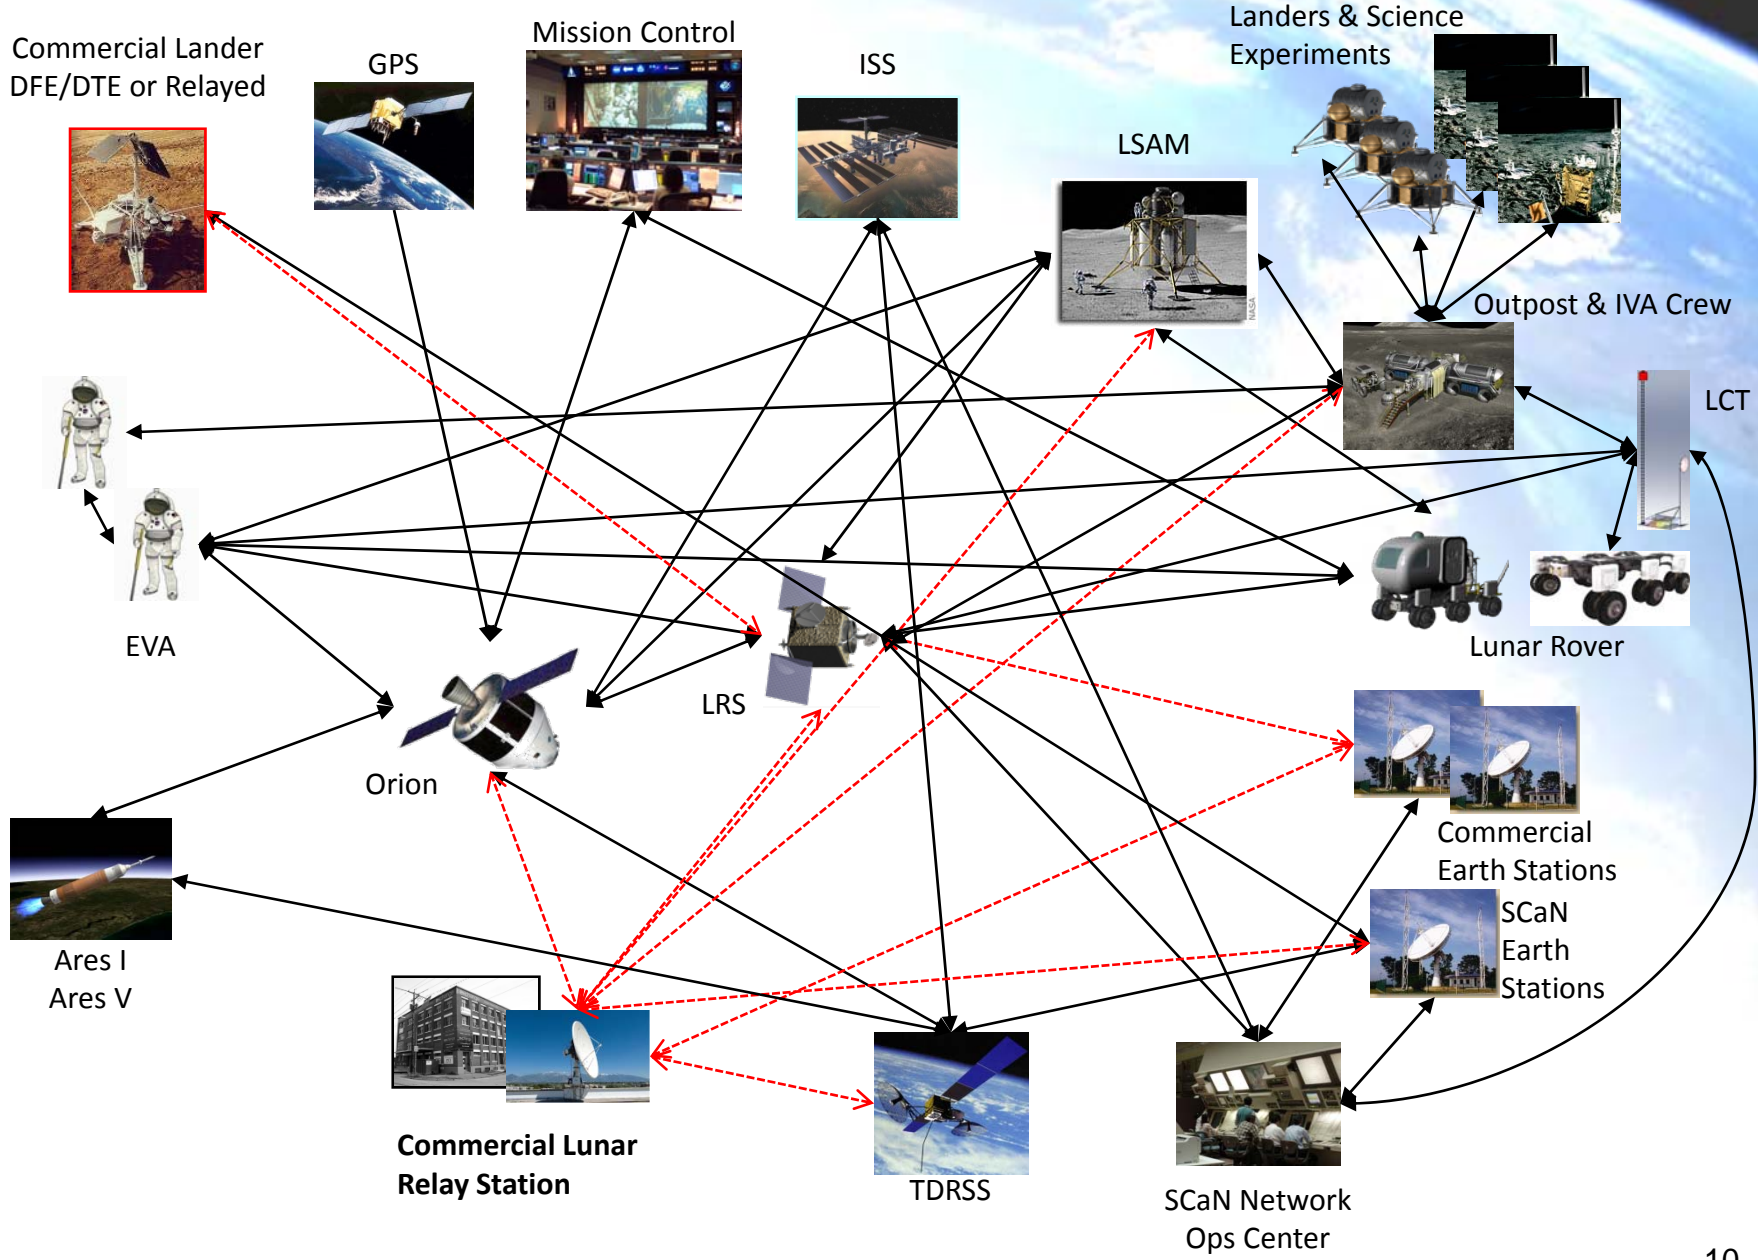 Commercial Lander
DFE/DTE or Relayed
GPS
Mission Control
ISS
Landers & Science
Experiments
LSAM
NASA
Outpost & IVA Crew
LCT
EVA
LRS
Lunar Rover
Orion
Commercial
Earth Stations
SCaN
Earth
Stations
Ares I
Ares V
Commercial Lunar
Relay Station
TDRSS
SCaN Network
Ops Center
10